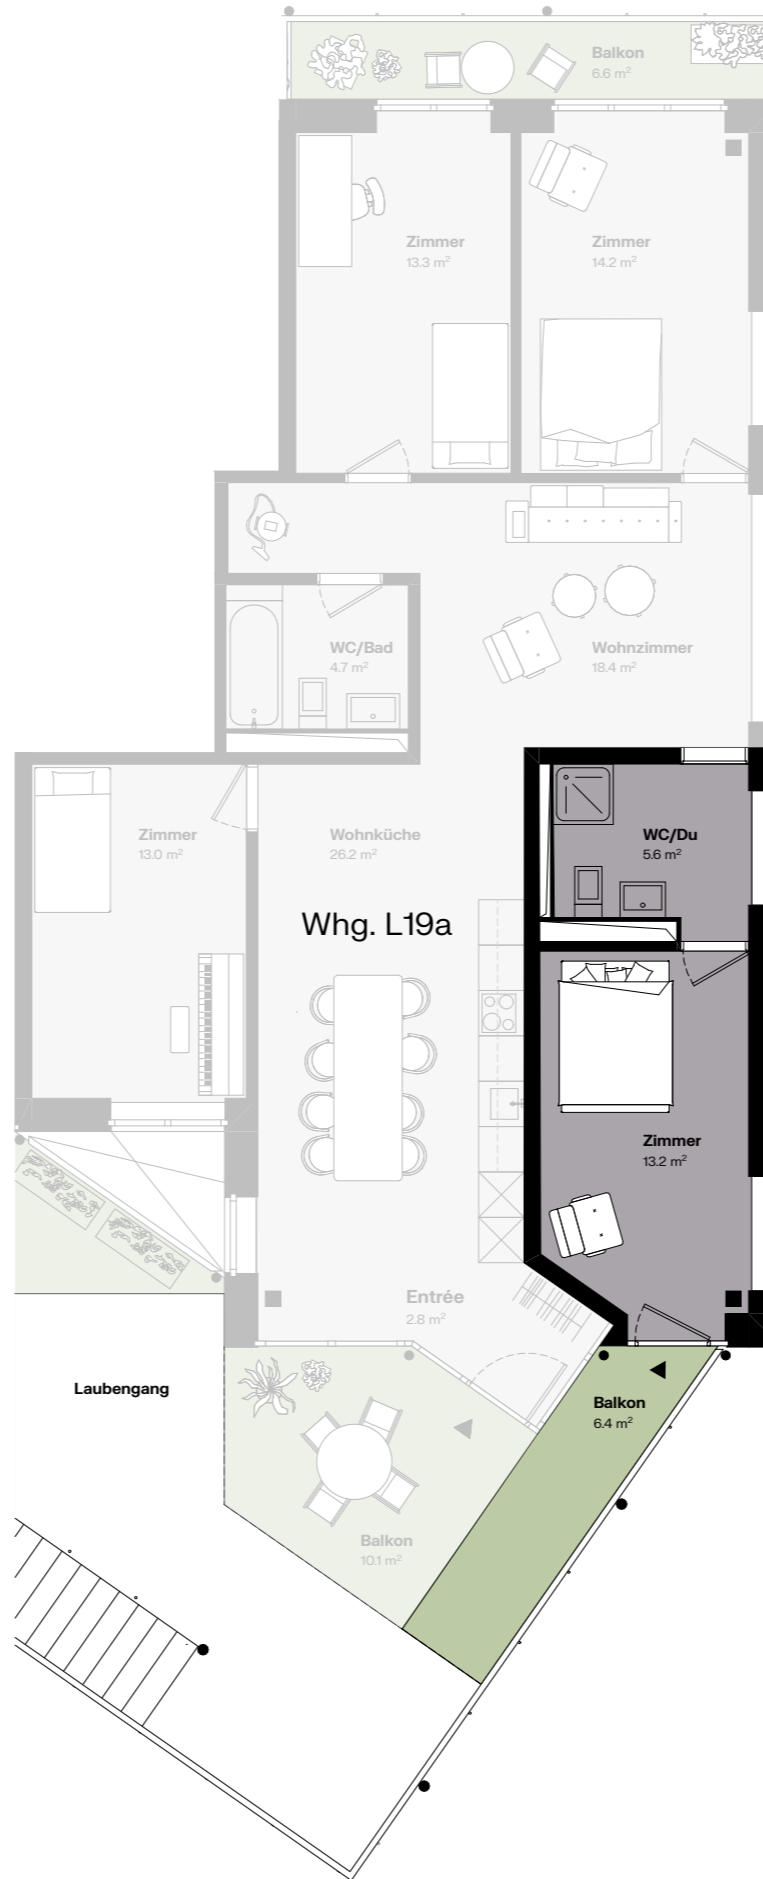 Balkon
6.6 m²
Zimmer
13.3 m²
Zimmer
14.2 m²
WC/Bad
4.7 m²
Wohnzimmer
18.4 m²
Zimmer
13.0 m²
Wohnküche
26.2 m²
WC/Du
5.6 m²
Whg. L19a
Zimmer
13.2 m²
Entrée
2.8 m²
Laubengang
Balkon
6.4 m²
Balkon
10.1 m²